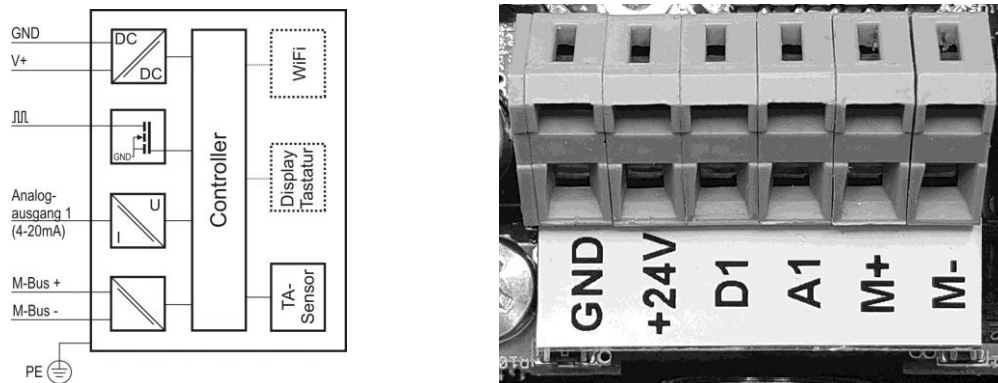 GND
V+
DC
DC
GND
Analog-
ausgang 1
(4-20mA)
U
I
M-Bus +
M-Bus -
PE
Controller
WiFi
Display
Tastatur
TA-
Sensor
GND
+24V
D1
A1
M+
M-